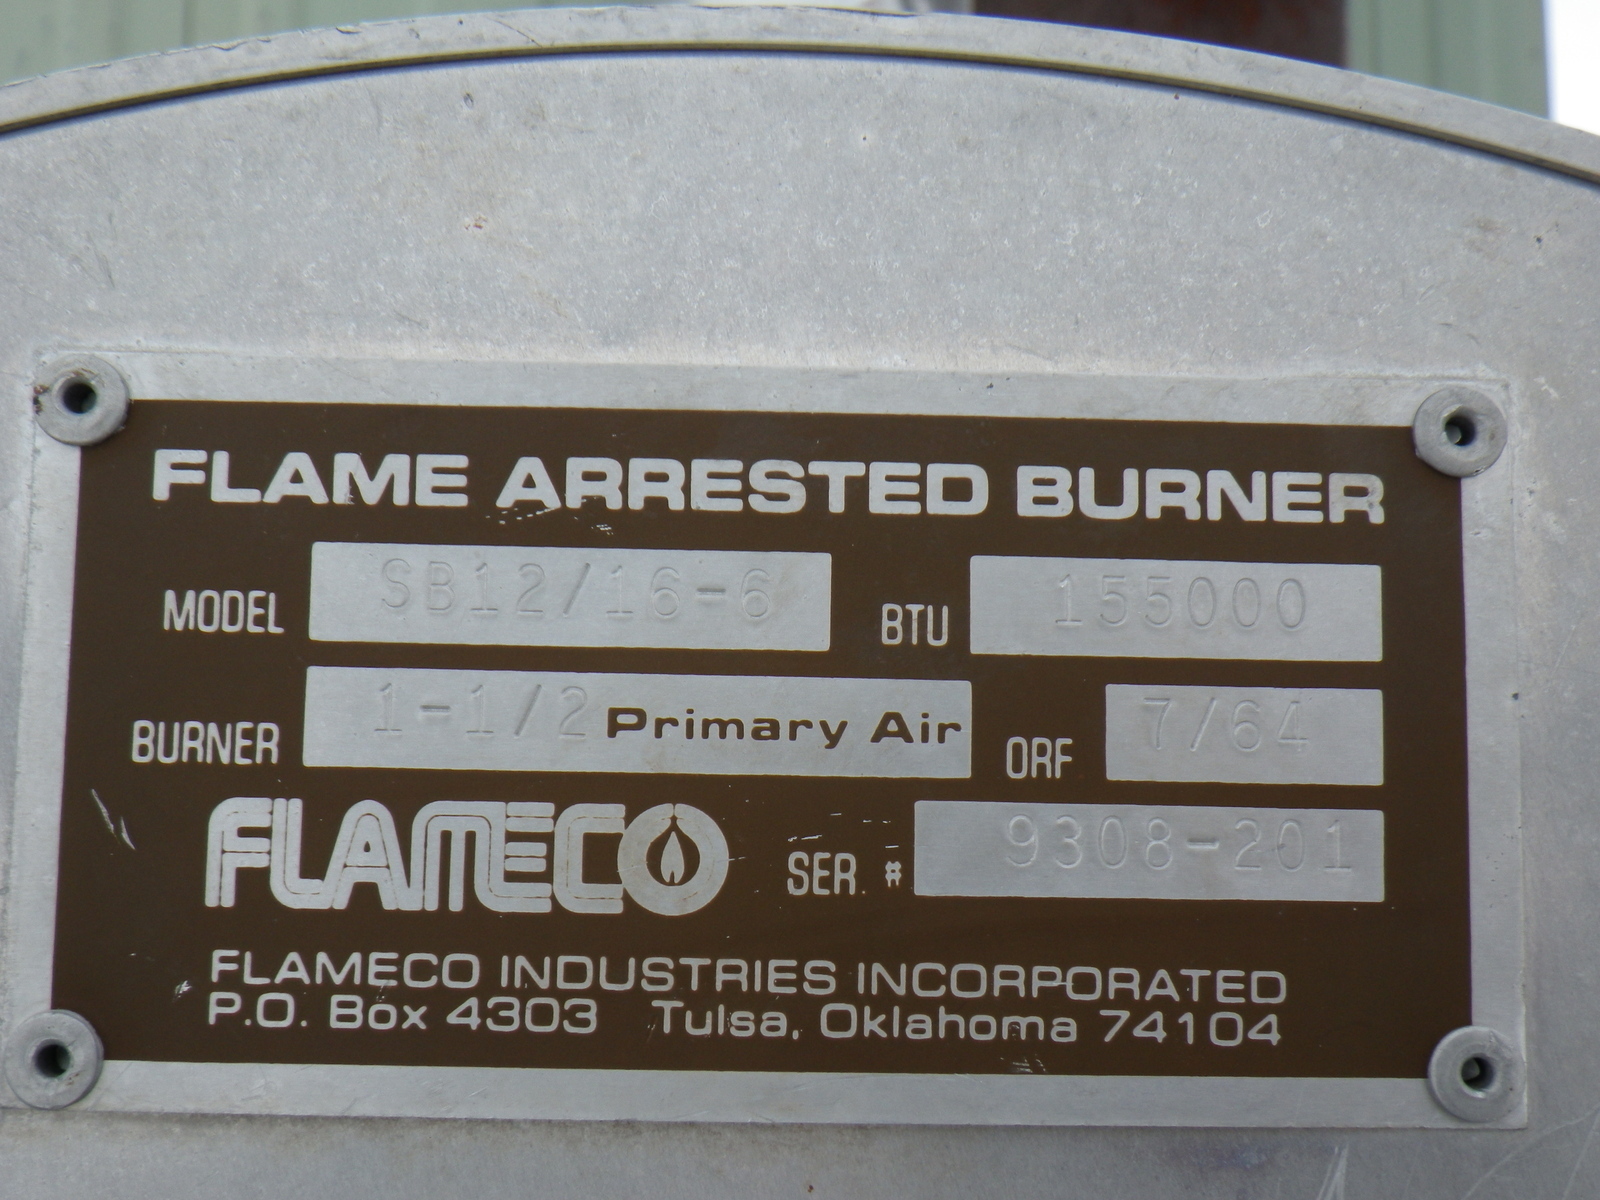 FLAME ARRESTED BURNER
MODEL SB12/16-6 BTU 155000
BURNER 1-1/2 Primary Air ORF 7/64
FLAMECO SER. # 9308-201
FLAMECO INDUSTRIES INCORPORATED
P.O. Box 4303 Tulsa, Oklahoma 74104